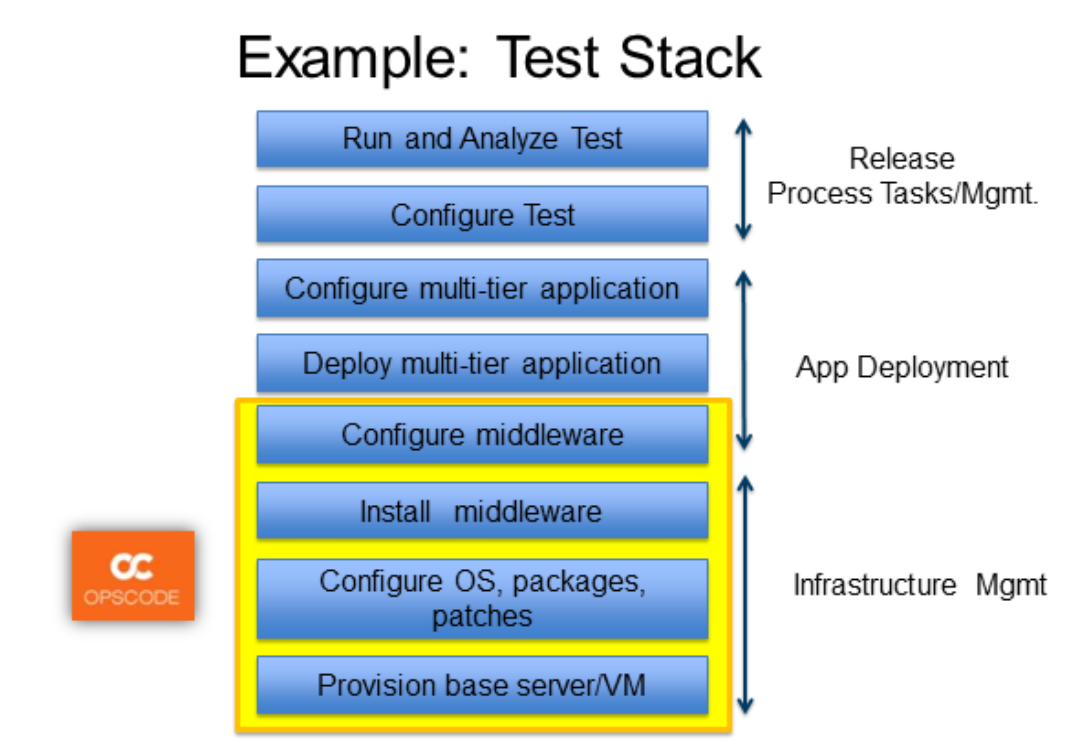 Example: Test Stack
Run and Analyze Test
Configure Test
Release
Process Tasks/Mgmt.
Configure multi-tier application
Deploy multi-tier application
App Deployment
Configure middleware
Install middleware
Configure OS, packages,
patches
Provision base server/VM
Infrastructure Mgmt
OPSCODE